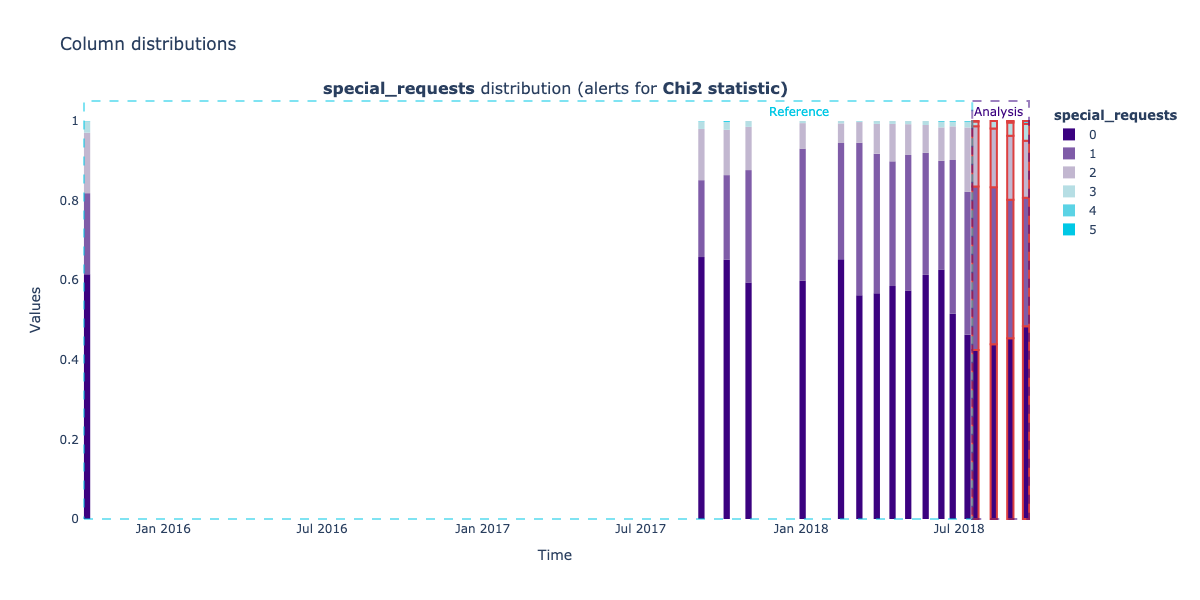 Column distributions
special_requests distribution (alerts for Chi2 statistic)
Reference
Analysis
special_requests
0
1
2
3
4
5
Values
1
0.8
0.6
0.4
0.2
0
Jan 2016
Jul 2016
Jan 2017
Jul 2017
Jan 2018
Jul 2018
Time